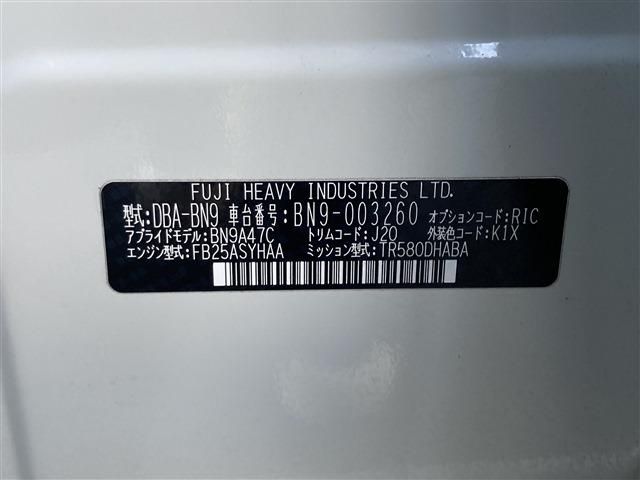 FUJI HEAVY INDUSTRIES LTD.
型式:DBA-BN9 車台番号:BN9-003260 オプションコード:RIC
アプライドモデル:BN9A47C トリムコード:J20 外装色コード:K1X
エンジン型式:FB25ASYHAA ミッション型式:TR580DHABA